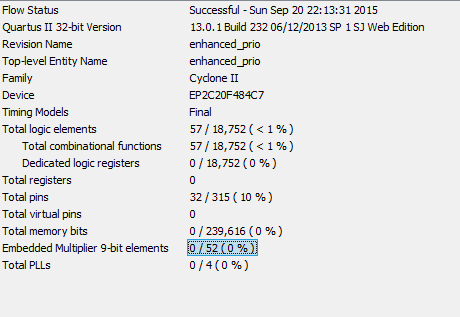 Flow Status Successful - Sun Sep 20 22:13:31 2015
Quartus II 32-bit Version 13.0.1 Build 232 06/12/2013 SP 1 SJ Web Edition
Revision Name enhanced_prio
Top-level Entity Name enhanced_prio
Family Cyclone II
Device EP2C20F484C7
Timing Models Final
Total logic elements 57 / 18,752 ( < 1 % )
Total combinational functions 57 / 18,752 ( < 1 % )
Dedicated logic registers 0 / 18,752 ( 0 % )
Total registers 0
Total pins 32 / 315 ( 10 % )
Total virtual pins 0
Total memory bits 0 / 239,616 ( 0 % )
Embedded Multiplier 9-bit elements 0 / 52 ( 0 % )
Total PLLs 0 / 4 ( 0 % )